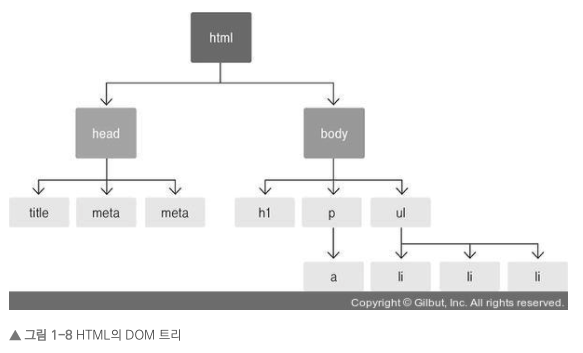 html
head
body
title
meta
meta
h1
p
ul
a
li
li
li
Copyright © Gilbut, Inc. All rights reserved.
▲ 그림 1-8 HTML의 DOM 트리